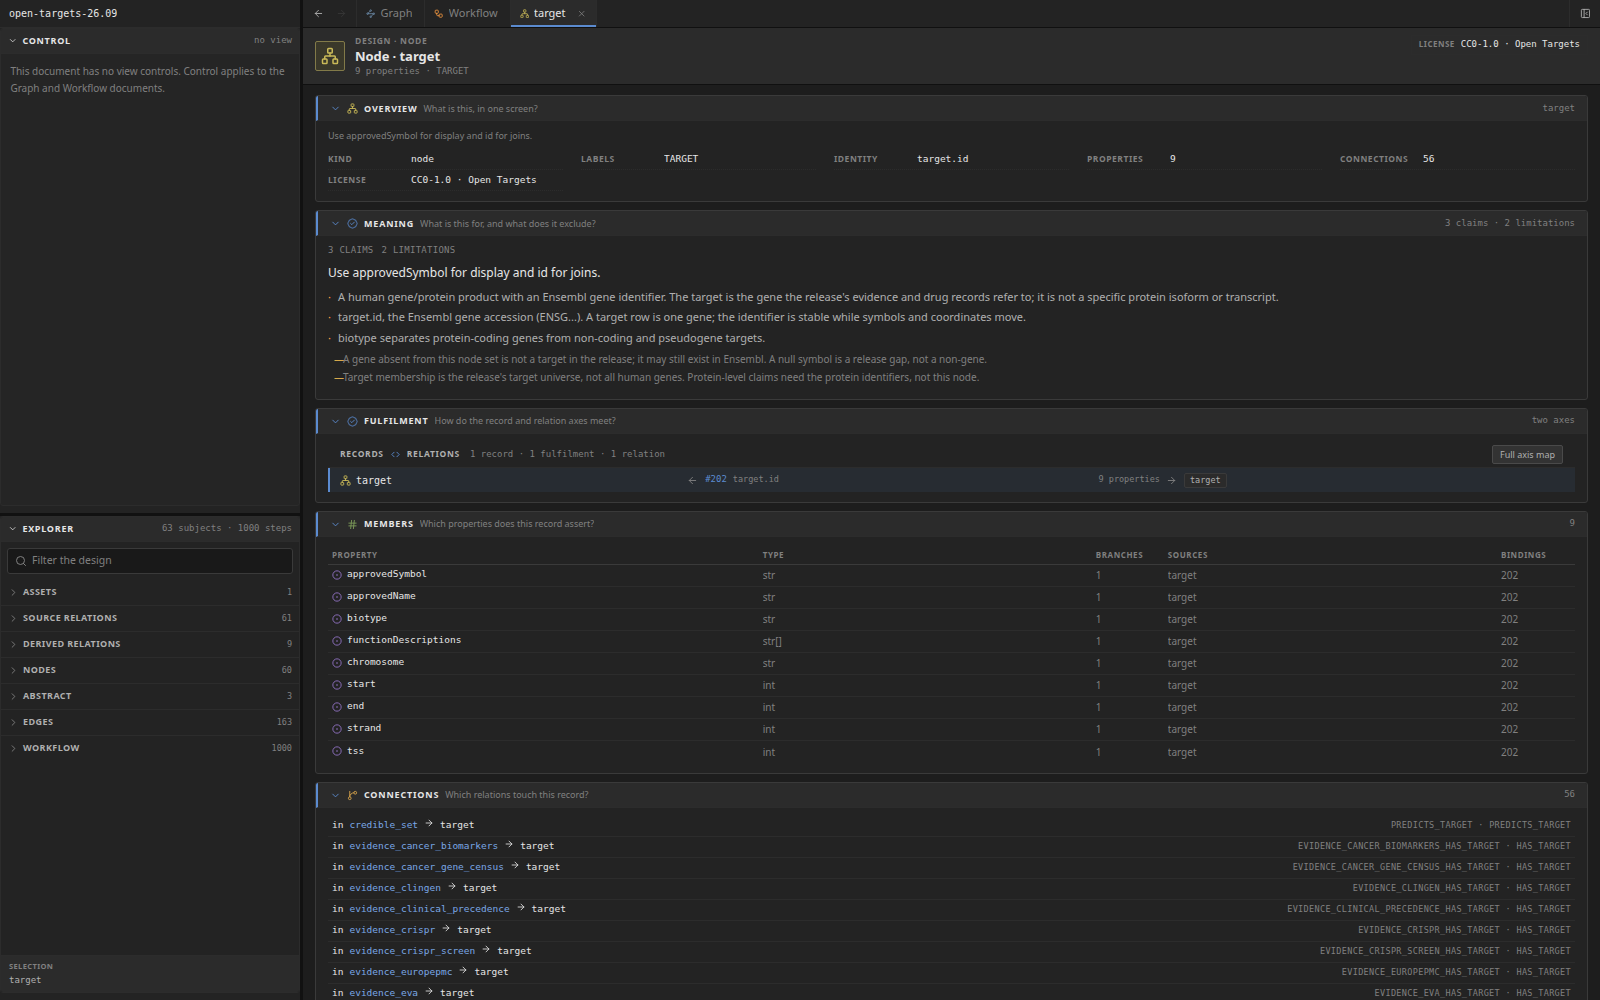 open-targets-26.09
CONTROL no view
This document has no view controls. Control applies to the
Graph and Workflow documents.
EXPLORER 63 subjects · 1000 steps
Filter the design
ASSETS 1
SOURCE RELATIONS 61
DERIVED RELATIONS 9
NODES 60
ABSTRACT 3
EDGES 163
WORKFLOW 1000
SELECTION
target
← → Graph Workflow target ×
DESIGN · NODE
Node · target
9 properties · TARGET
LICENSE CC0-1.0 · Open Targets
OVERVIEW What is this, in one screen? target
Use approvedSymbol for display and id for joins.
KIND node LABELS TARGET IDENTITY target.id PROPERTIES 9 CONNECTIONS 56
LICENSE CC0-1.0 · Open Targets
MEANING What is this for, and what does it exclude? 3 claims · 2 limitations
3 CLAIMS 2 LIMITATIONS
Use approvedSymbol for display and id for joins.
· A human gene/protein product with an Ensembl gene identifier. The target is the gene the release's evidence and drug records refer to; it is not a specific protein isoform or transcript.
· target.id, the Ensembl gene accession (ENSG...). A target row is one gene; the identifier is stable while symbols and coordinates move.
· biotype separates protein-coding genes from non-coding and pseudogene targets.
—A gene absent from this node set is not a target in the release; it may still exist in Ensembl. A null symbol is a release gap, not a non-gene.
—Target membership is the release's target universe, not all human genes. Protein-level claims need the protein identifiers, not this node.
FULFILMENT How do the record and relation axes meet? two axes
RECORDS <> RELATIONS 1 record · 1 fulfilment · 1 relation Full axis map
target ← #202 target.id 9 properties → target
MEMBERS Which properties does this record assert? 9
PROPERTY TYPE BRANCHES SOURCES BINDINGS
approvedSymbol str 1 target 202
approvedName str 1 target 202
biotype str 1 target 202
functionDescriptions str[] 1 target 202
chromosome str 1 target 202
start int 1 target 202
end int 1 target 202
strand int 1 target 202
tss int 1 target 202
CONNECTIONS Which relations touch this record? 56
in credible_set → target PREDICTS_TARGET · PREDICTS_TARGET
in evidence_cancer_biomarkers → target EVIDENCE_CANCER_BIOMARKERS_HAS_TARGET · HAS_TARGET
in evidence_cancer_gene_census → target EVIDENCE_CANCER_GENE_CENSUS_HAS_TARGET · HAS_TARGET
in evidence_clingen → target EVIDENCE_CLINGEN_HAS_TARGET · HAS_TARGET
in evidence_clinical_precedence → target EVIDENCE_CLINICAL_PRECEDENCE_HAS_TARGET · HAS_TARGET
in evidence_crispr → target EVIDENCE_CRISPR_HAS_TARGET · HAS_TARGET
in evidence_crispr_screen → target EVIDENCE_CRISPR_SCREEN_HAS_TARGET · HAS_TARGET
in evidence_europepmc → target EVIDENCE_EUROPEPMC_HAS_TARGET · HAS_TARGET
in evidence_eva → target EVIDENCE_EVA_HAS_TARGET · HAS_TARGET